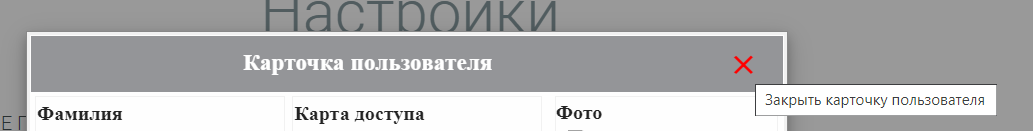 Настройки
Карточка пользователя
Закрыть карточку пользователя
Фамилия
Карта доступа
Фото